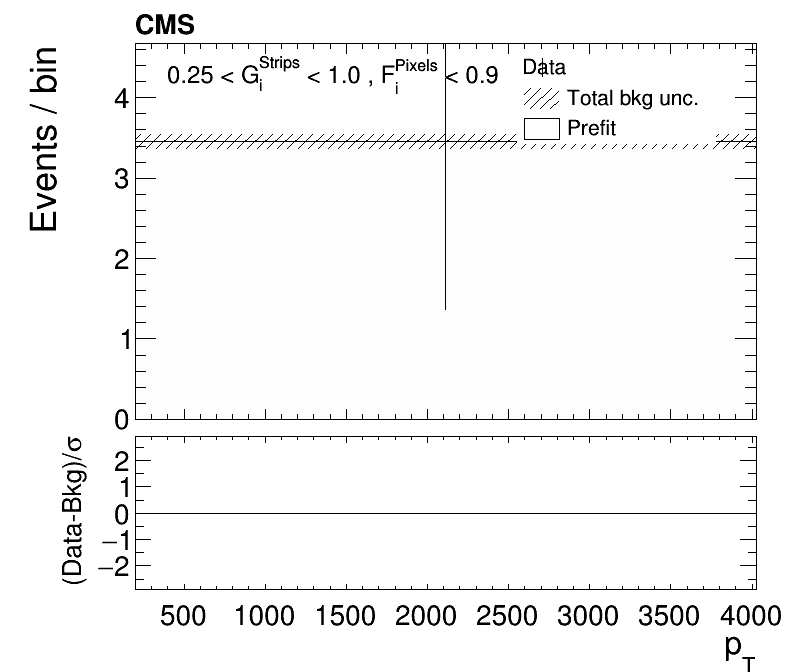 CMS
0.25 < G_i^Strips < 1.0 , F_i^Pixels < 0.9
Data
Total bkg unc.
Prefit
Events / bin
4
3
2
1
0
(Data-Bkg)/σ
2
1
0
−1
−2
500 1000 1500 2000 2500 3000 3500 4000
p_T